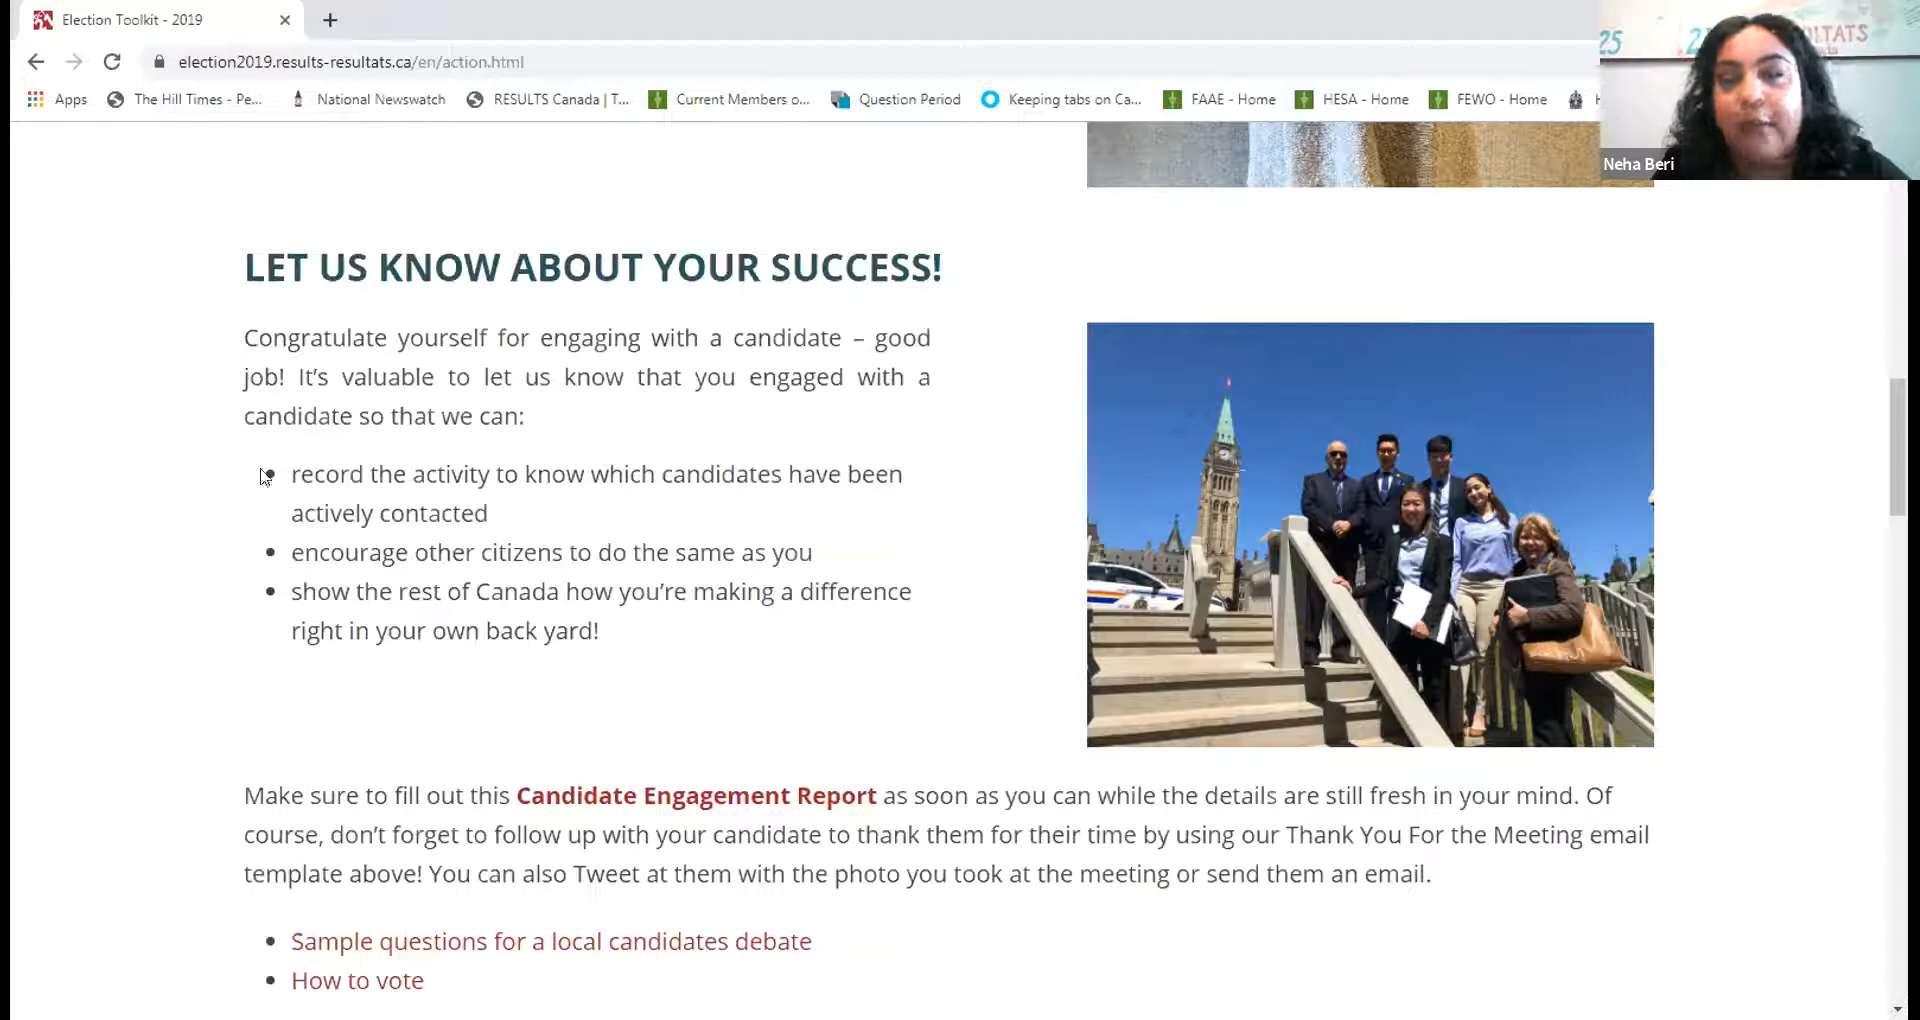 Election Toolkit - 2019
election2019.results-resultats.ca/en/action.html
Apps The Hill Times - Pe... National Newswatch RESULTS Canada | T... Current Members o... Question Period Keeping tabs on Ca... FAAE - Home HESA - Home FEWO - Home
25
Neha Beri
LET US KNOW ABOUT YOUR SUCCESS!
Congratulate yourself for engaging with a candidate – good
job! It’s valuable to let us know that you engaged with a
candidate so that we can:
record the activity to know which candidates have been
actively contacted
encourage other citizens to do the same as you
show the rest of Canada how you’re making a difference
right in your own back yard!
Make sure to fill out this Candidate Engagement Report as soon as you can while the details are still fresh in your mind. Of
course, don’t forget to follow up with your candidate to thank them for their time by using our Thank You For the Meeting email
template above! You can also Tweet at them with the photo you took at the meeting or send them an email.
Sample questions for a local candidates debate
How to vote